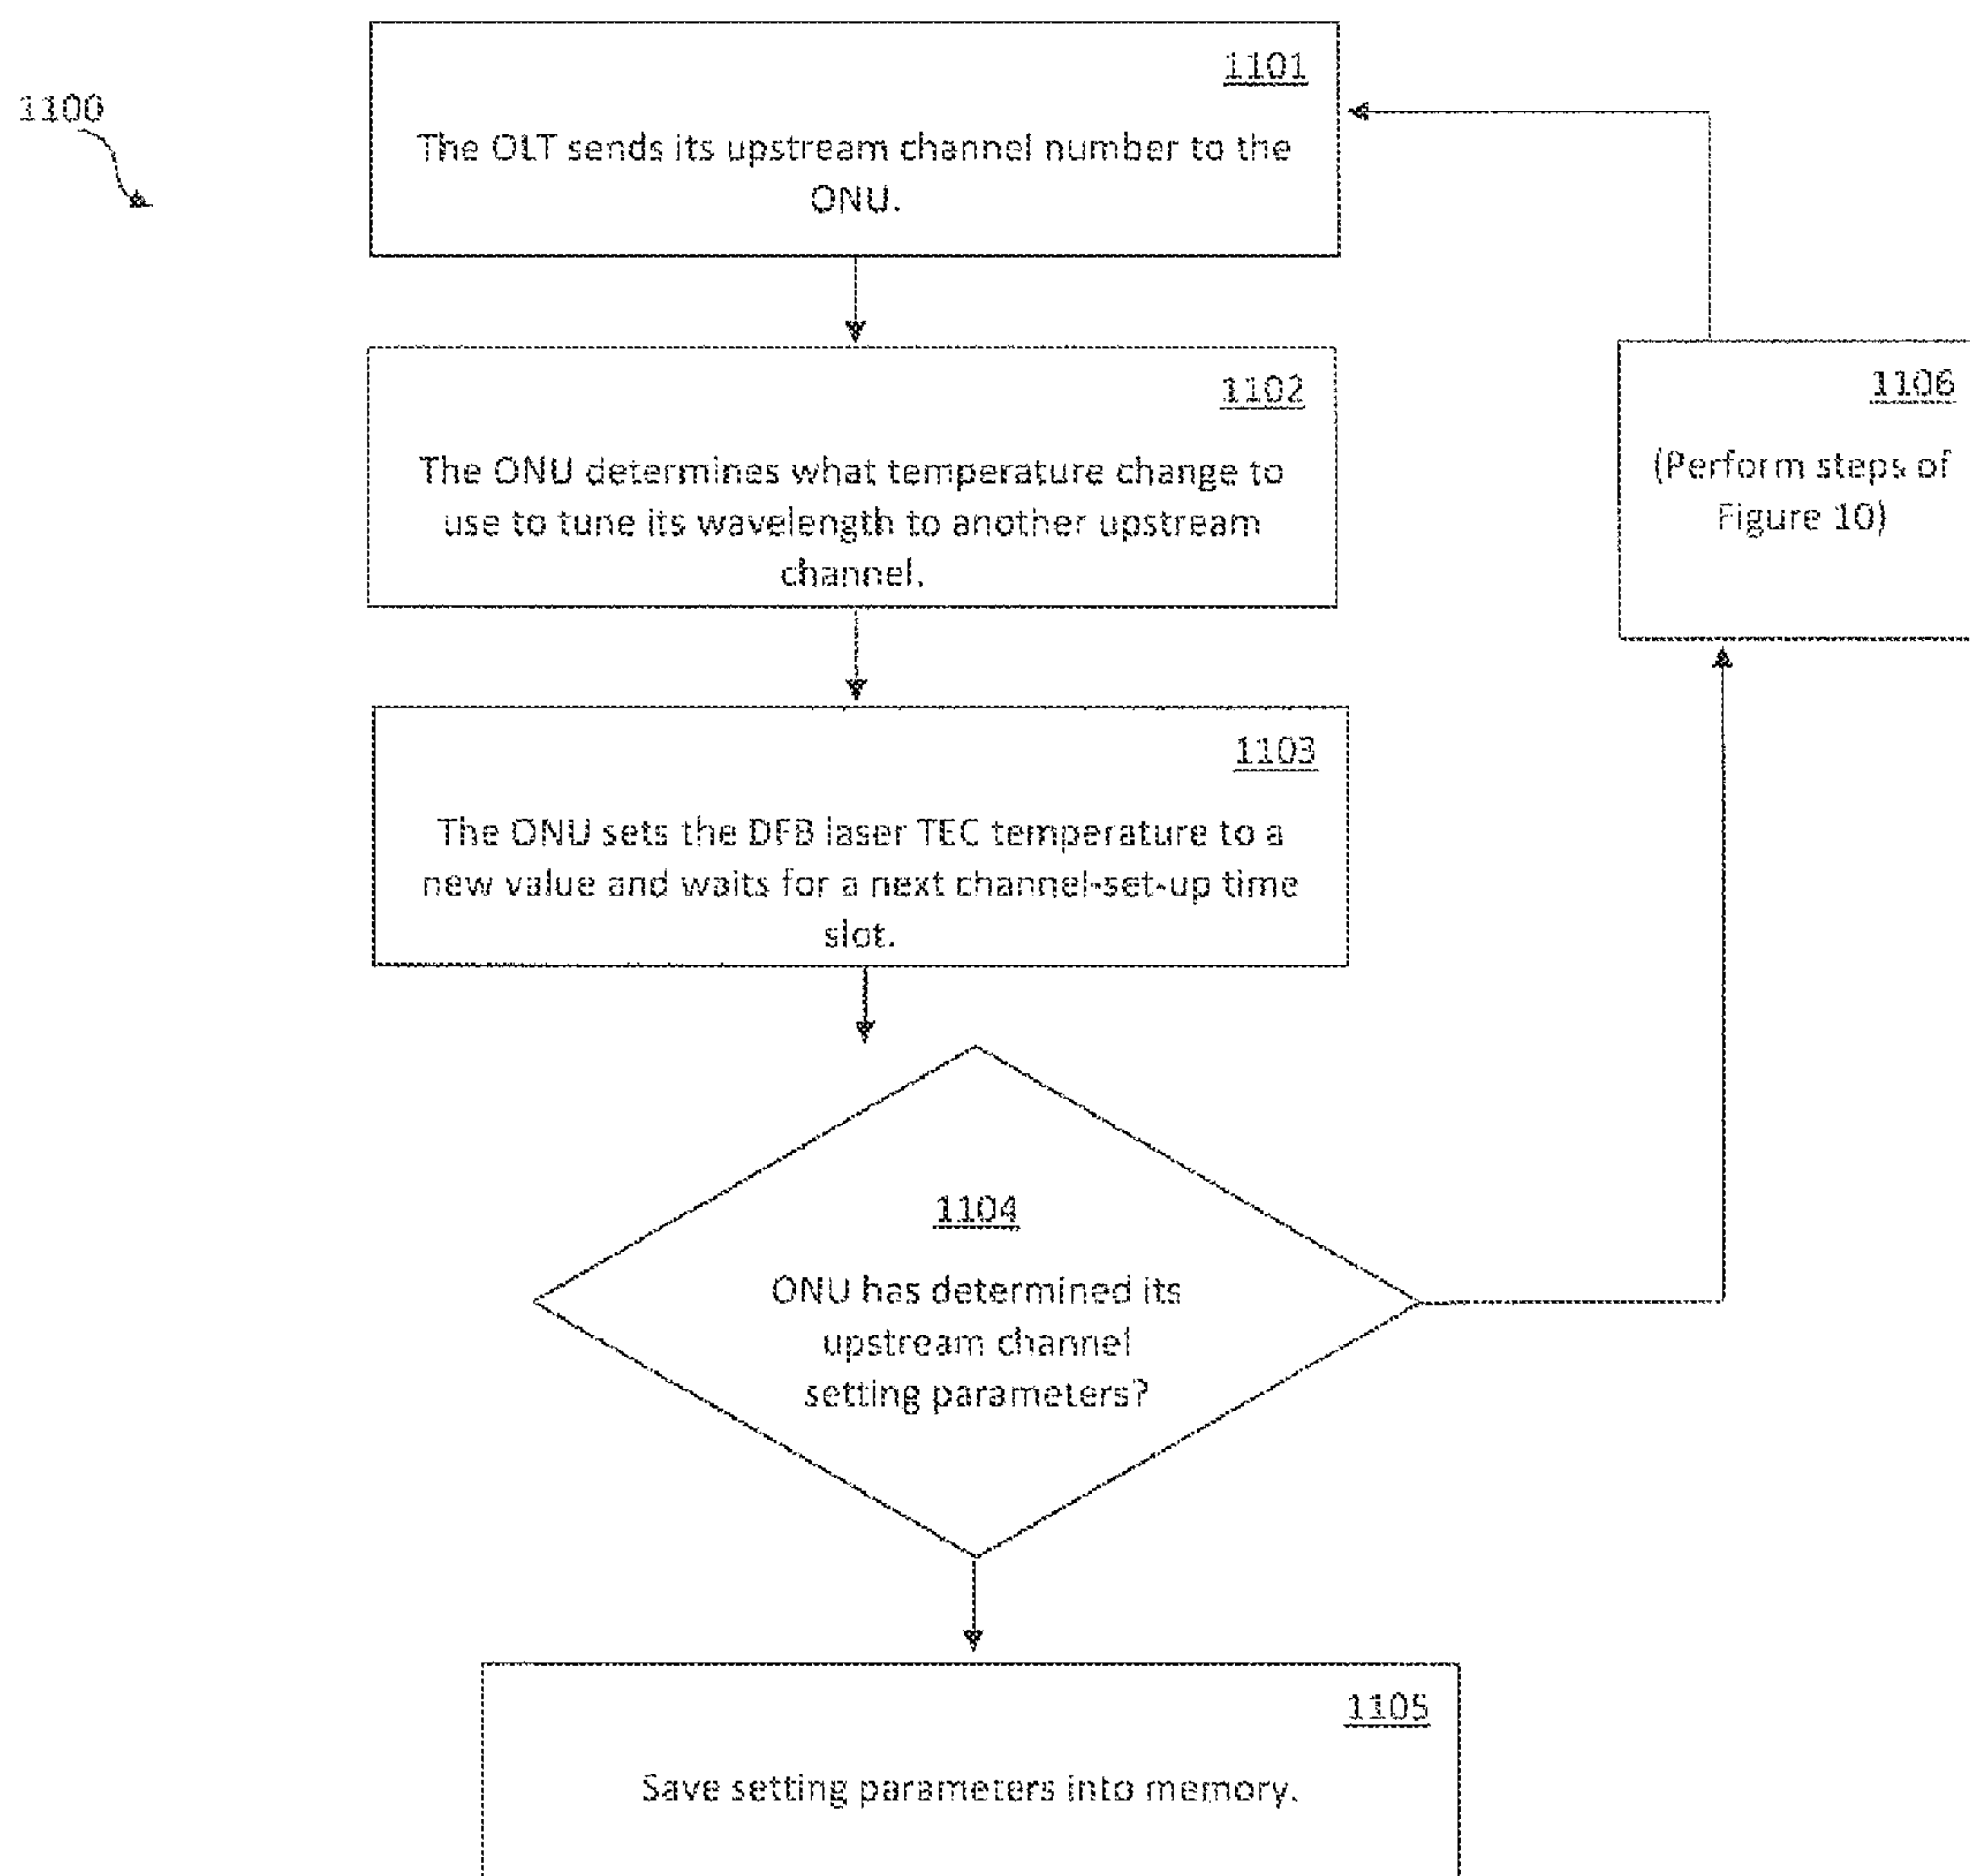 1100
1101
The OLT sends its upstream channel number to the
ONU.
1102
The ONU determines what temperature change to
use to tune its wavelength to another upstream
channel.
1106
(Perform steps of
Figure 10)
1103
The ONU sets the DFB laser TEC temperature to a
new value and waits for a next channel-set-up time
slot.
1104
ONU has determined its
upstream channel
setting parameters?
1105
Save setting parameters into memory.